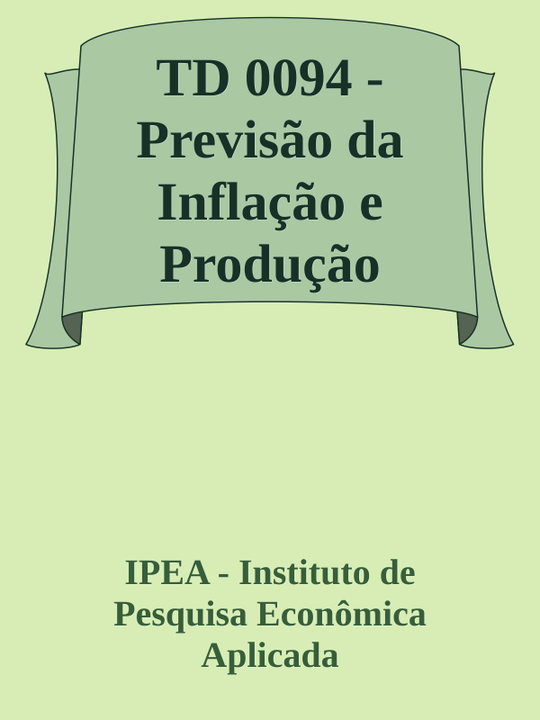 TD 0094 -
Previsão da
Inflação e
Produção
IPEA - Instituto de
Pesquisa Econômica
Aplicada